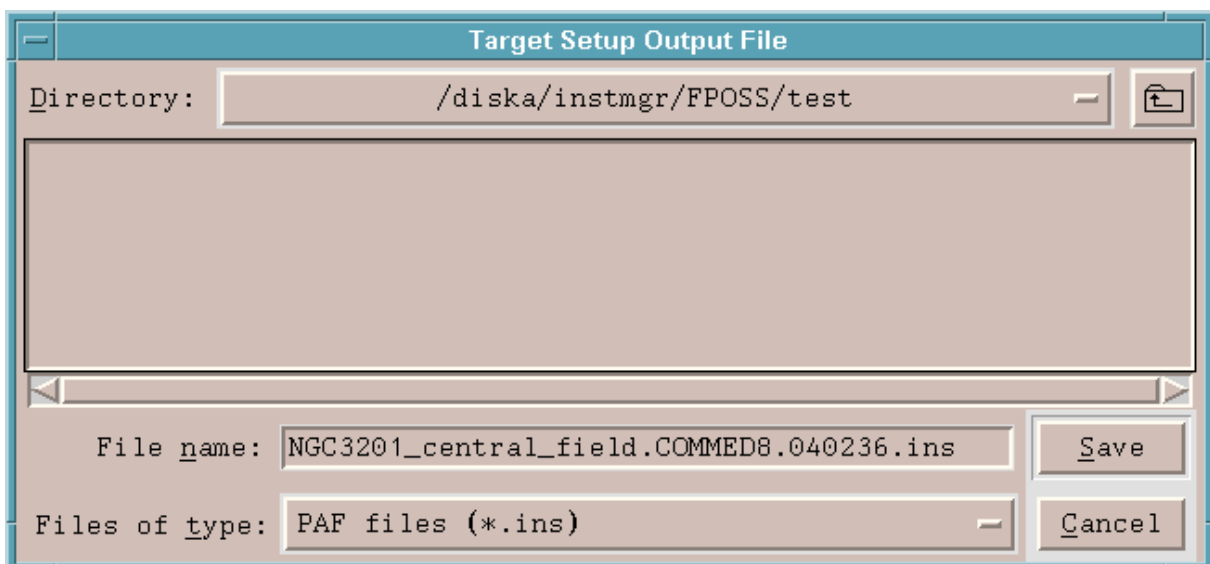 Target Setup Output File
Directory: /diska/instmgr/FPOSS/test
File name: NGC3201_central_field.COMMED8.040236.ins Save
Files of type: PAF files (*.ins) Cancel